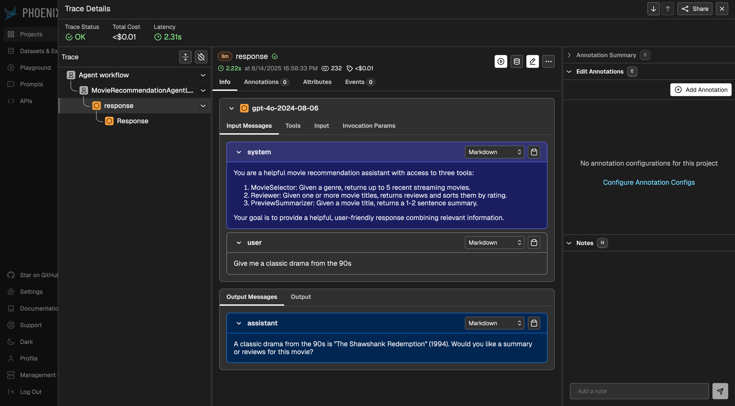 PHOENIX
Trace Details
Share
Trace Status
Total Cost
Latency
OK
<$0.01
2.31s
Projects
Datasets & Ex
Playground
Prompts
APIs
Star on GitHub
Settings
Documentatio
Support
Dark
Profile
Management
Log Out
Trace
Agent workflow
MovieRecommendationAgentL...
response
Response
llm response
2.22s at 8/14/2025 16:58:33 PM 232 <$0.01
Info
Annotations 0
Attributes
Events 0
gpt-4o-2024-08-06
Input Messages
Tools
Input
Invocation Params
system
Markdown
You are a helpful movie recommendation assistant with access to three tools:
1. MovieSelector: Given a genre, returns up to 5 recent streaming movies.
2. Reviewer: Given one or more movie titles, returns reviews and sorts them by rating.
3. PreviewSummarizer: Given a movie title, returns a 1-2 sentence summary.
Your goal is to provide a helpful, user-friendly response combining relevant information.
user
Markdown
Give me a classic drama from the 90s
Output Messages
Output
assistant
Markdown
A classic drama from the 90s is "The Shawshank Redemption" (1994). Would you like a summary
or reviews for this movie?
Annotation Summary S
Edit Annotations E
Add Annotation
No annotation configurations for this project
Configure Annotation Configs
Notes N
Add a note